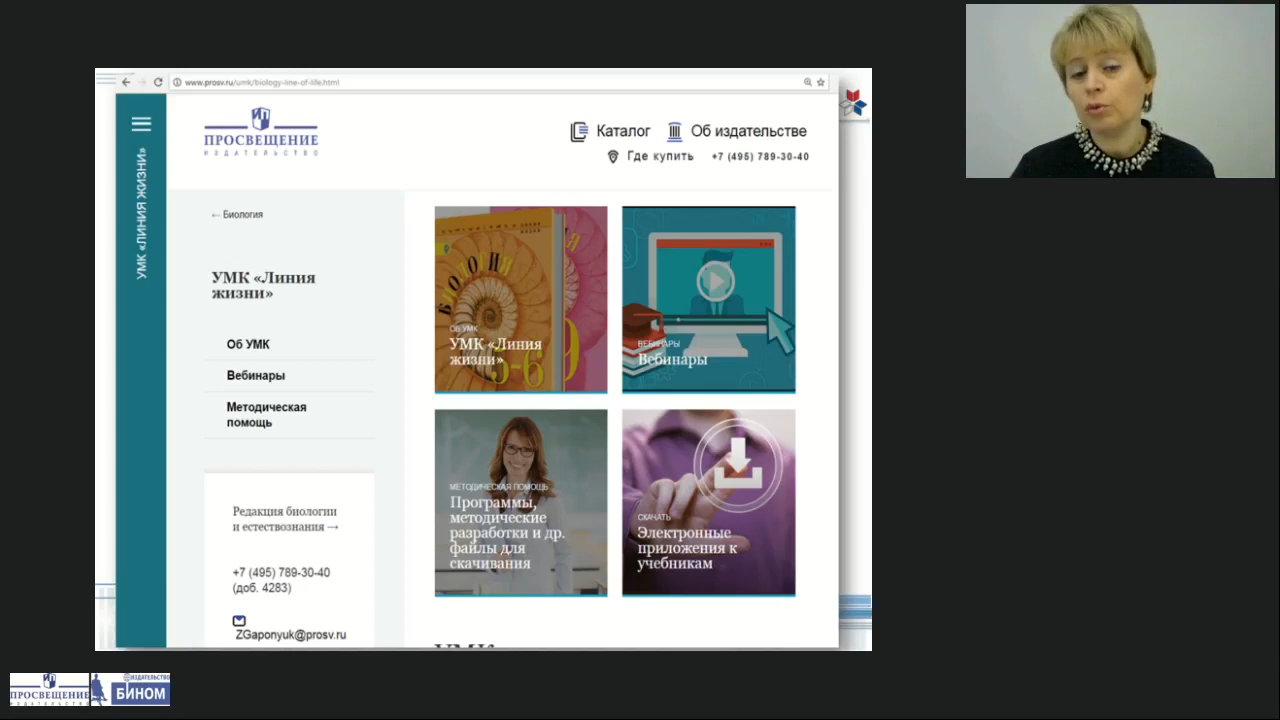 www.prosv.ru/umk/biology-line-of-life.html
ПРОСВЕЩЕНИЕ
ИЗДАТЕЛЬСТВО
Каталог
Об издательстве
Где купить
+7 (495) 789-30-40
УМК «ЛИНИЯ ЖИЗНИ»
← Биология
УМК «Линия
жизни»
Об УМК
Вебинары
Методическая
помощь
Редакция биологии
и естествознания →
+7 (495) 789-30-40
(доб. 4283)
ZGaponyuk@prosv.ru
БИОЛОГИЯ
5-6
9
ОБ УМК
УМК «Линия
жизни»
ВЕБИНАРЫ
Вебинары
МЕТОДИЧЕСКАЯ ПОМОЩЬ
Программы,
методические
разработки и др.
файлы для
скачивания
СКАЧАТЬ
Электронные
приложения к
учебникам
УМК
ПРОСВЕЩЕНИЕ
ИЗДАТЕЛЬСТВО
ИЗДАТЕЛЬСТВО
БИНОМ